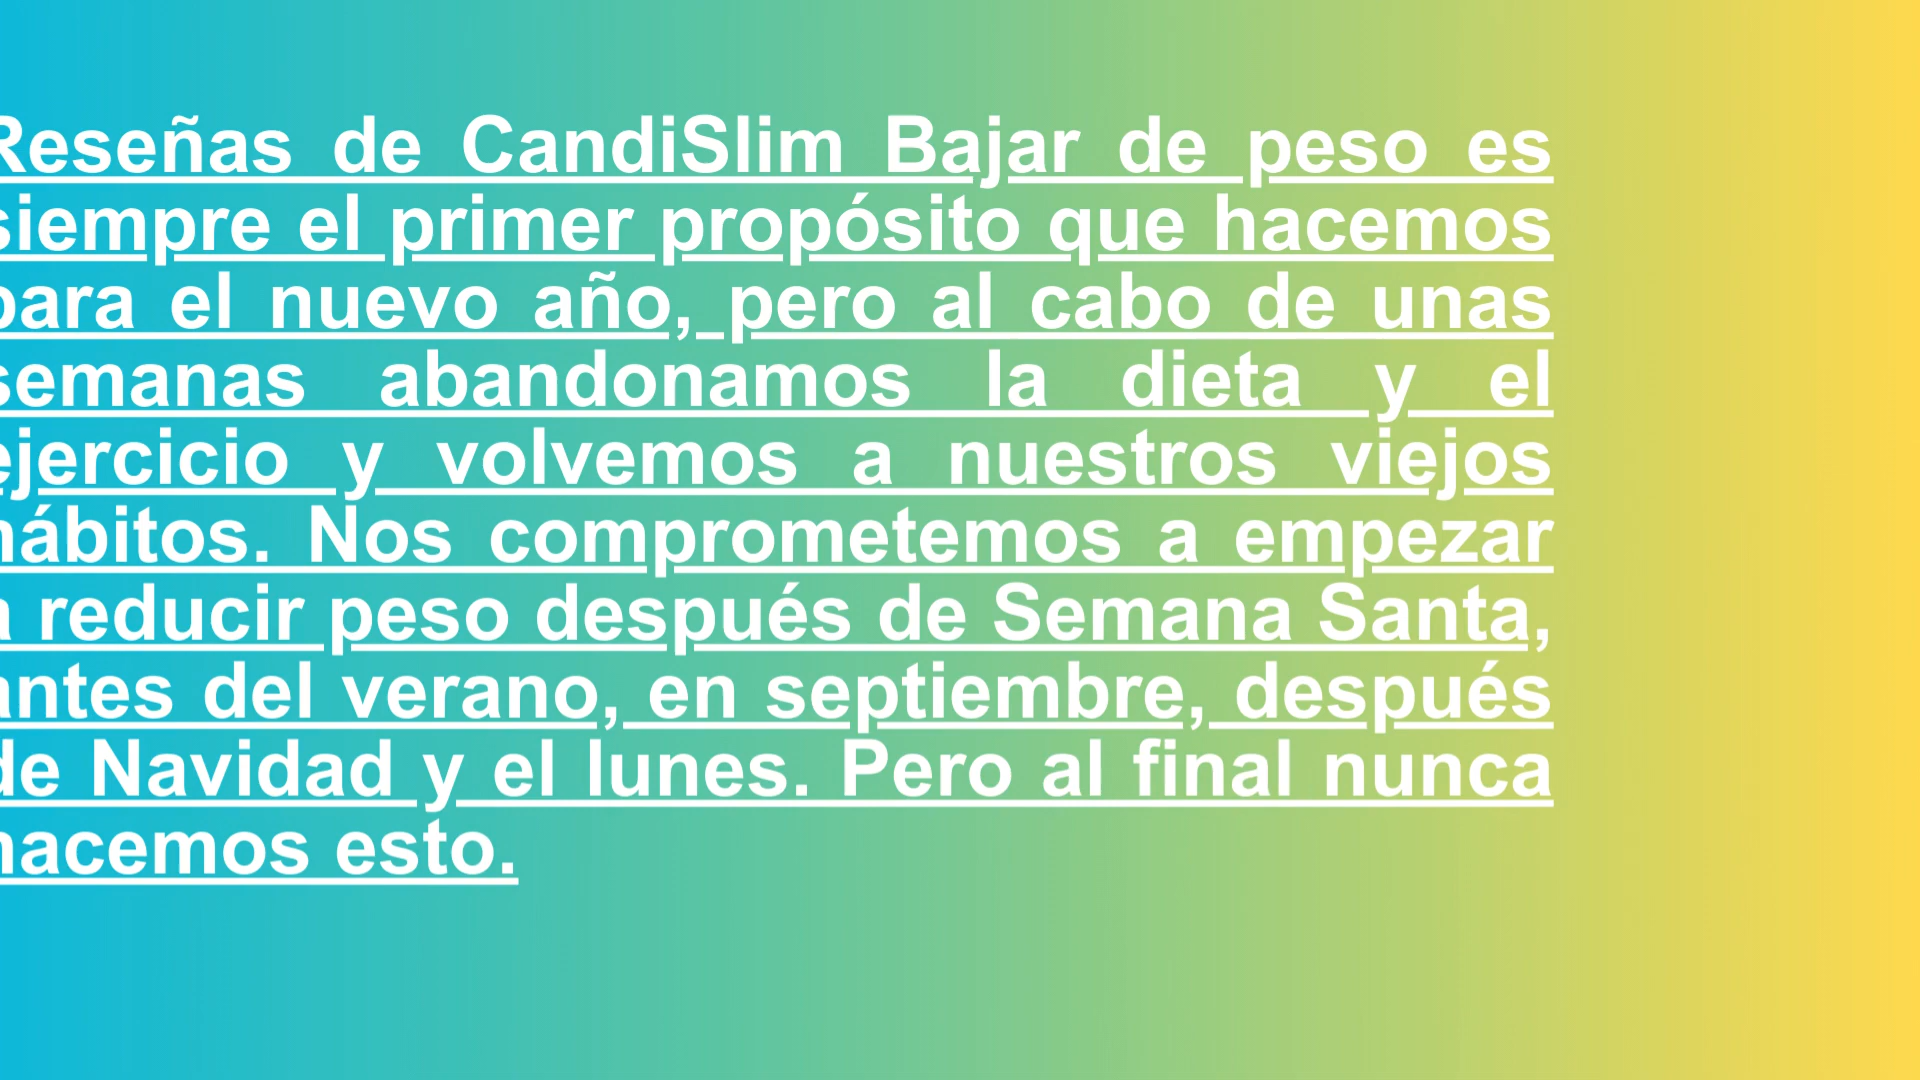 Reseñas de CandiSlim Bajar de peso es
siempre el primer propósito que hacemos
para el nuevo año, pero al cabo de unas
semanas abandonamos la dieta y el
ejercicio y volvemos a nuestros viejos
hábitos. Nos comprometemos a empezar
a reducir peso después de Semana Santa,
antes del verano, en septiembre, después
de Navidad y el lunes. Pero al final nunca
hacemos esto.